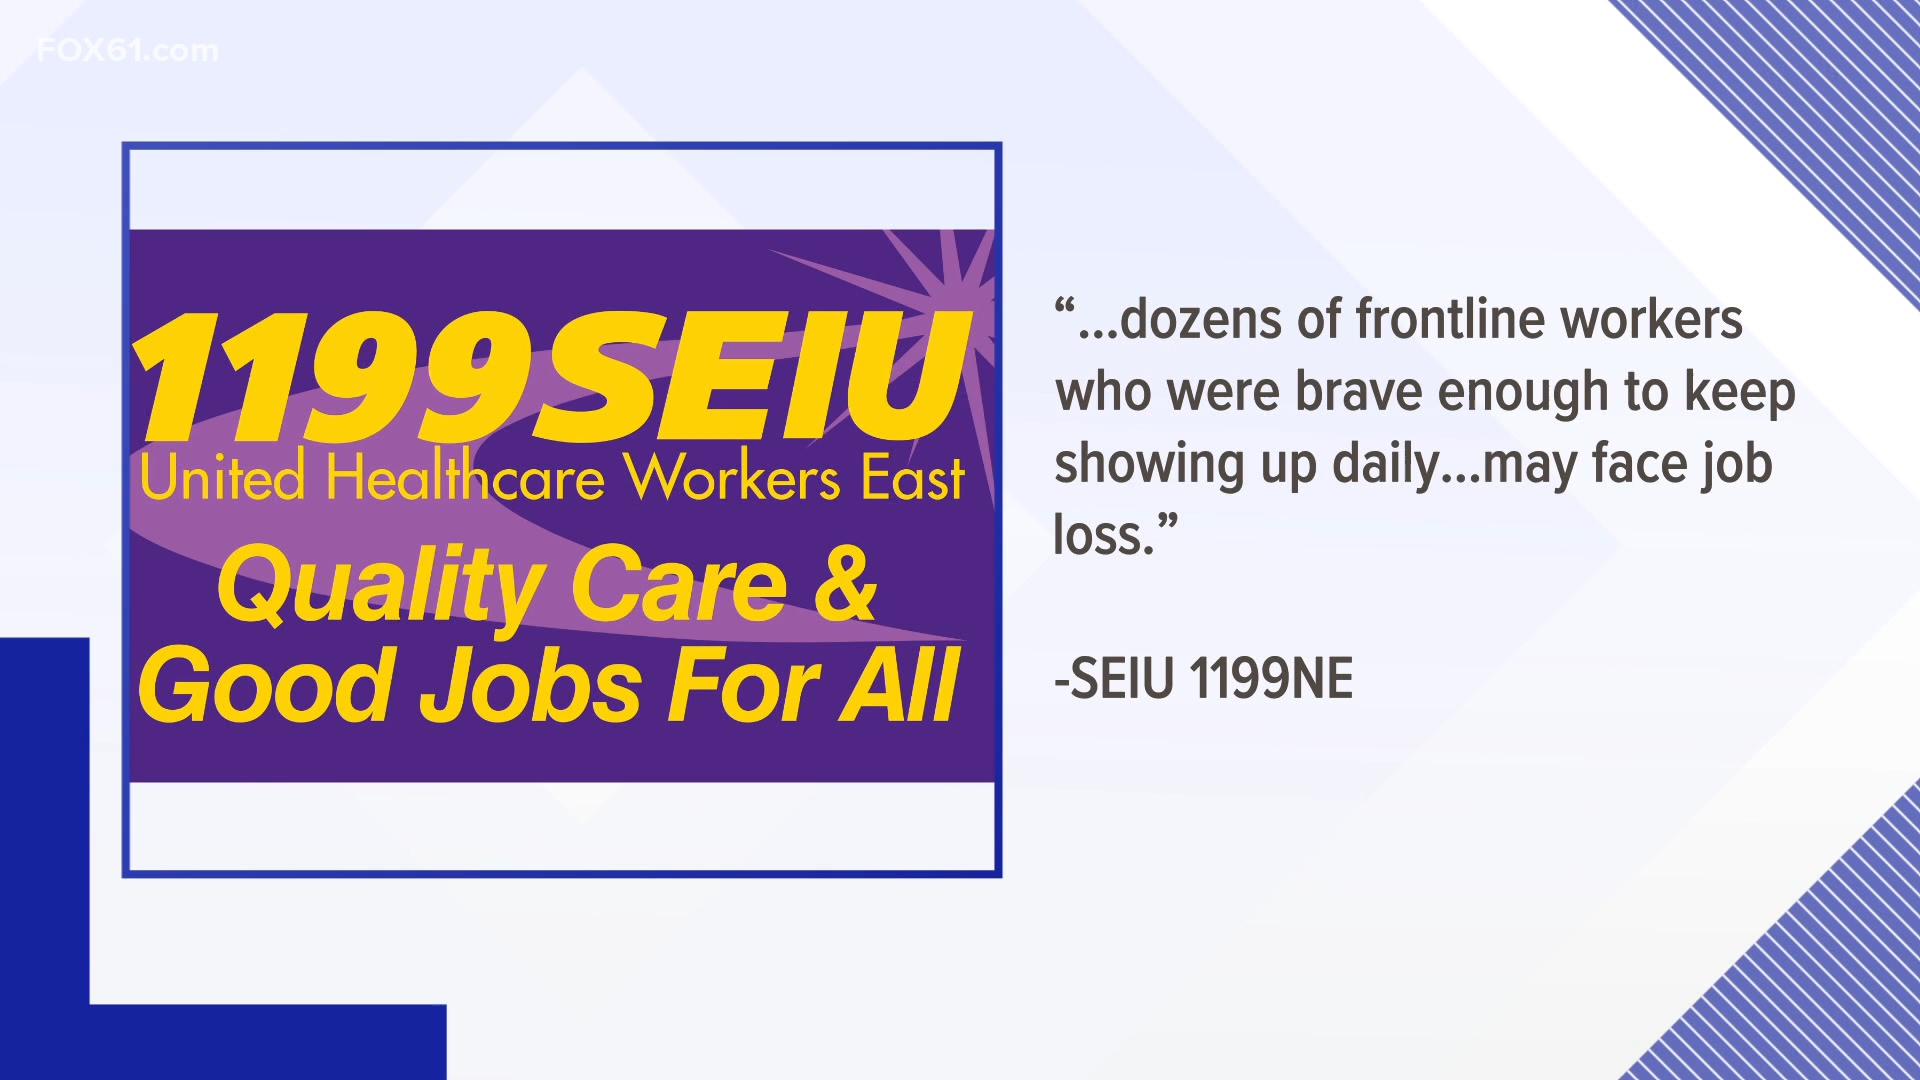 FOX61.com
1199SEIU
United Healthcare Workers East
Quality Care &
Good Jobs For All
“...dozens of frontline workers
who were brave enough to keep
showing up daily...may face job
loss.”
-SEIU 1199NE